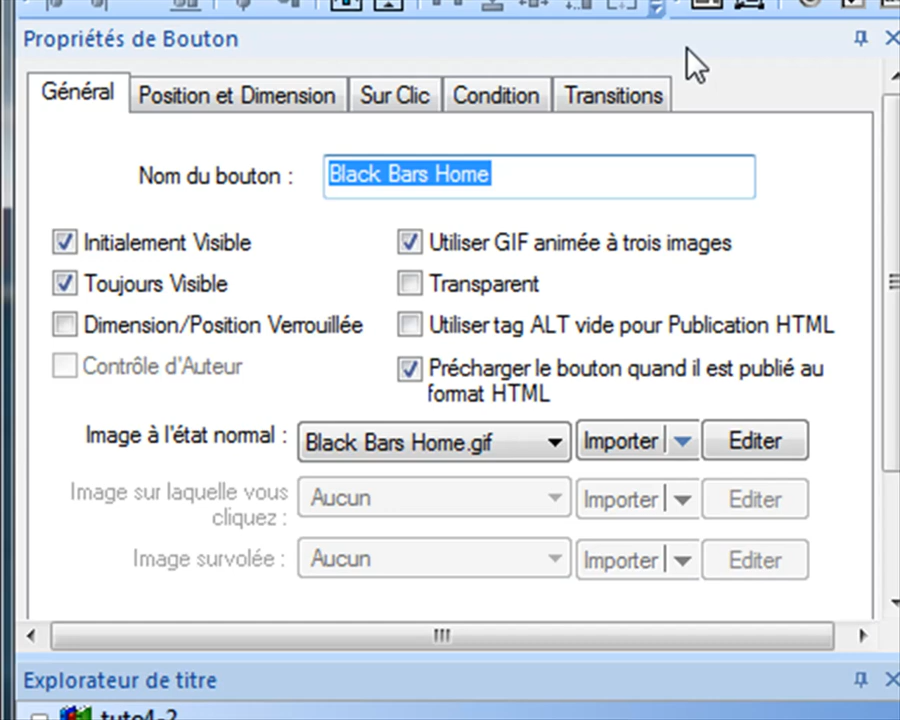 Propriétés de Bouton
Général Position et Dimension Sur Clic Condition Transitions
Nom du bouton : Black Bars Home
Initialement Visible Utiliser GIF animée à trois images
Toujours Visible Transparent
Dimension/Position Verrouillée Utiliser tag ALT vide pour Publication HTML
Contrôle d'Auteur Précharger le bouton quand il est publié au
format HTML
Image à l'état normal : Black Bars Home.gif Importer Editer
Image sur laquelle vous
cliquez : Aucun Importer Editer
Image survolée : Aucun Importer Editer
Explorateur de titre
tuto4-2